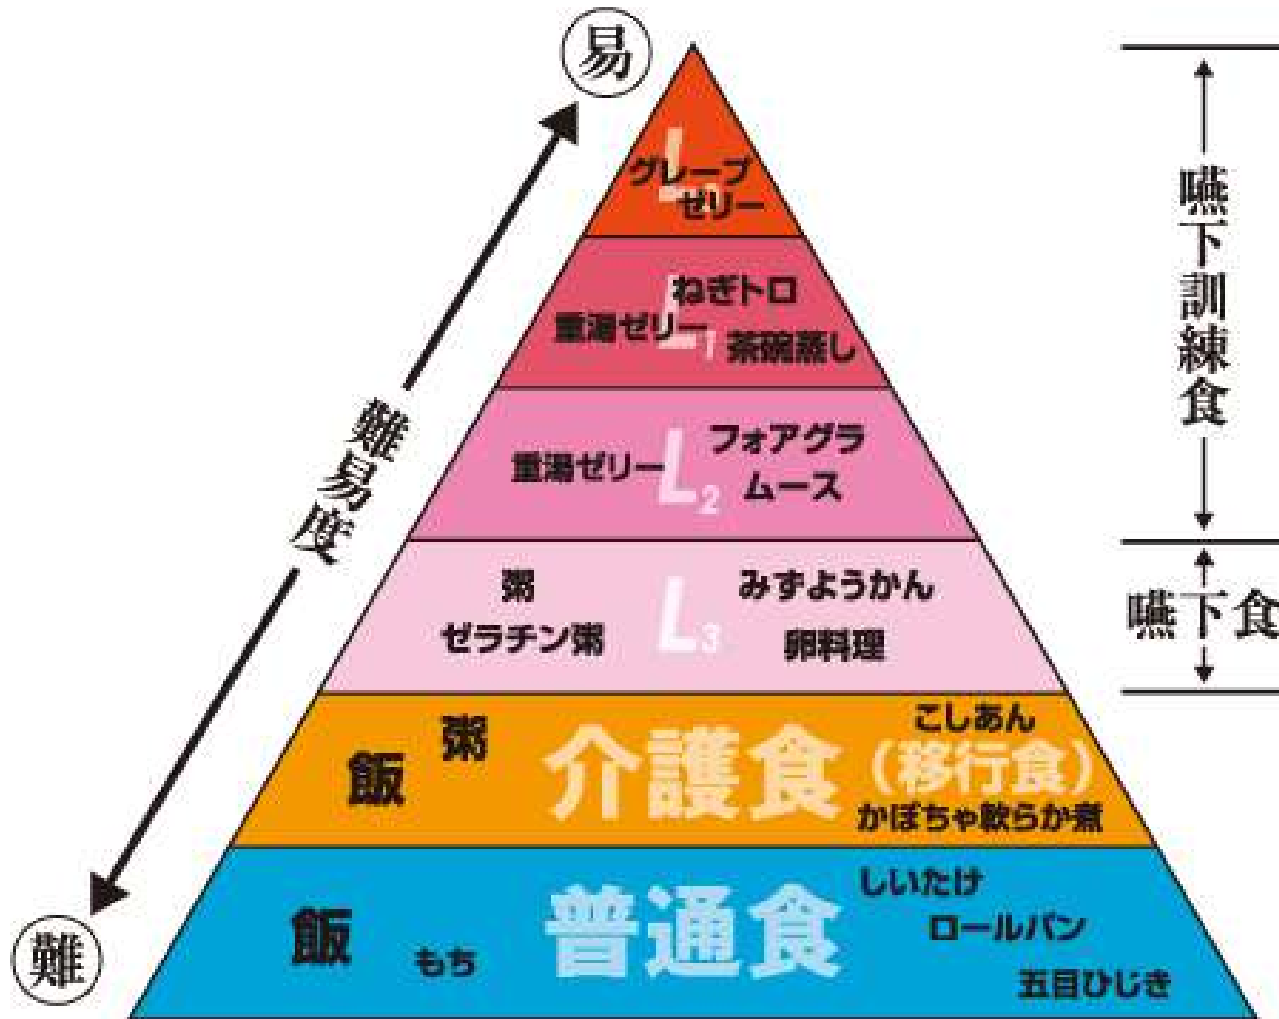 易
グレープ
ゼリー
L
ねぎトロ
重湯ゼリー
L1
茶碗蒸し
フォアグラ
重湯ゼリー
L2
ムース
粥
みずようかん
L3
ゼラチン粥
卵料理
こしあん
粥
飯
介護食
(移行食)
かぼちゃ軟らか煮
しいたけ
飯
普通食
ロールパン
もち
五目ひじき
難易度
難
嚥下訓練食
嚥下食